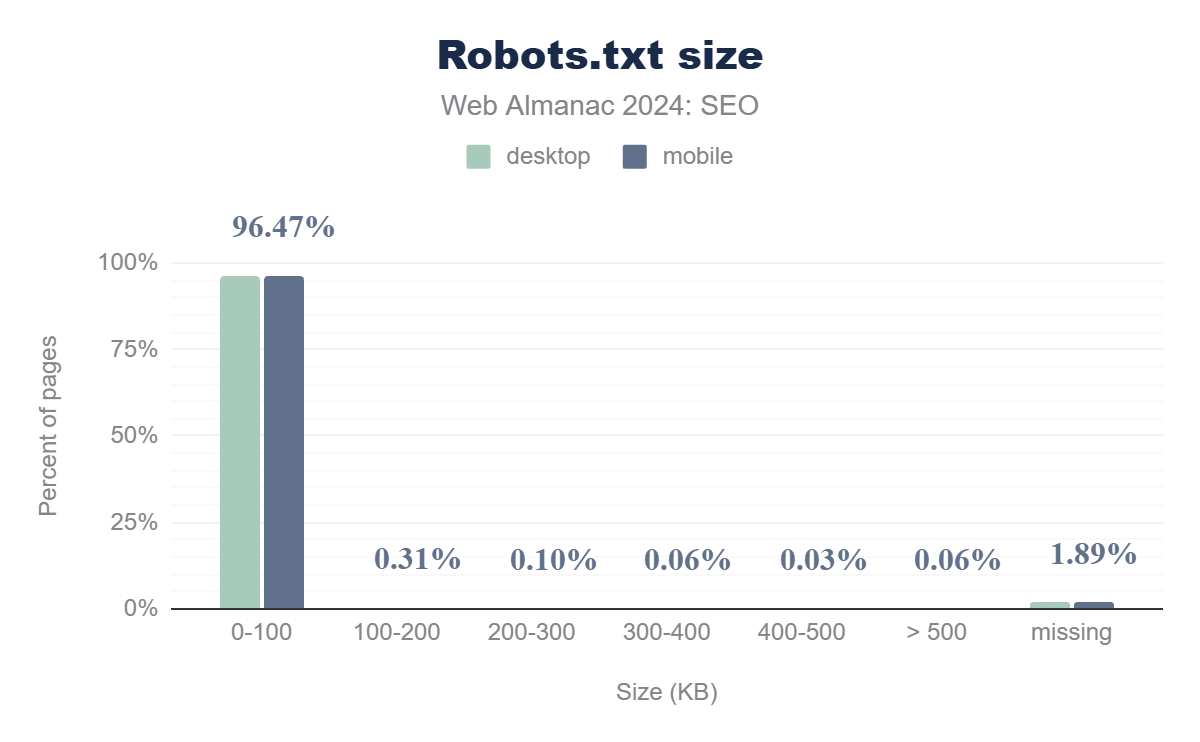 Robots.txt size
Web Almanac 2024: SEO
desktop mobile
96.47%
100%
75%
50%
25%
0%
Percent of pages
0.31% 0.10% 0.06% 0.03% 0.06% 1.89%
0-100 100-200 200-300 300-400 400-500 > 500 missing
Size (KB)